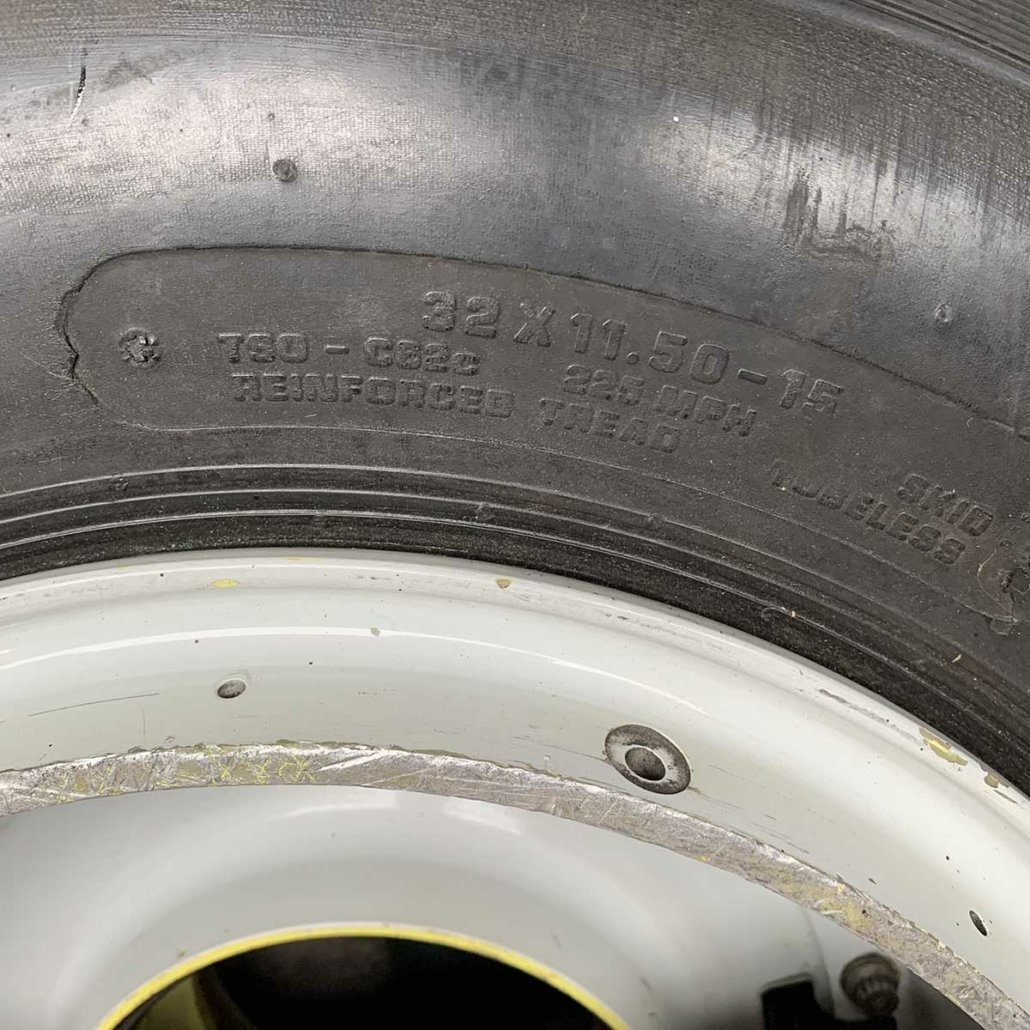 32 X 11.50-15
TSO - C62c 225 MPH
REINFORCED TREAD
SKID
TUBELESS